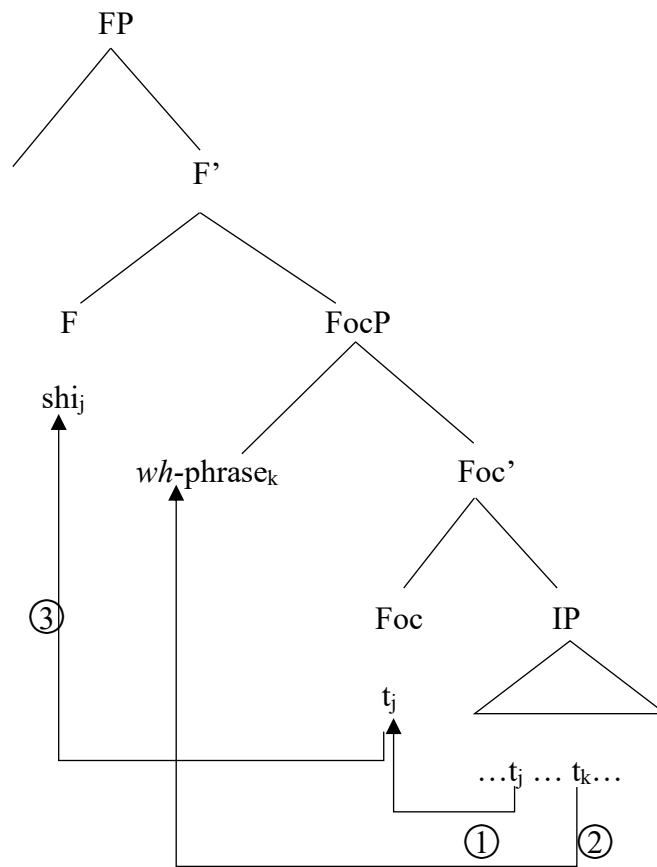 FP
F’
F FocP
shij
wh-phrasek Foc’
③ Foc IP
tj
…tj … tk…
① ②